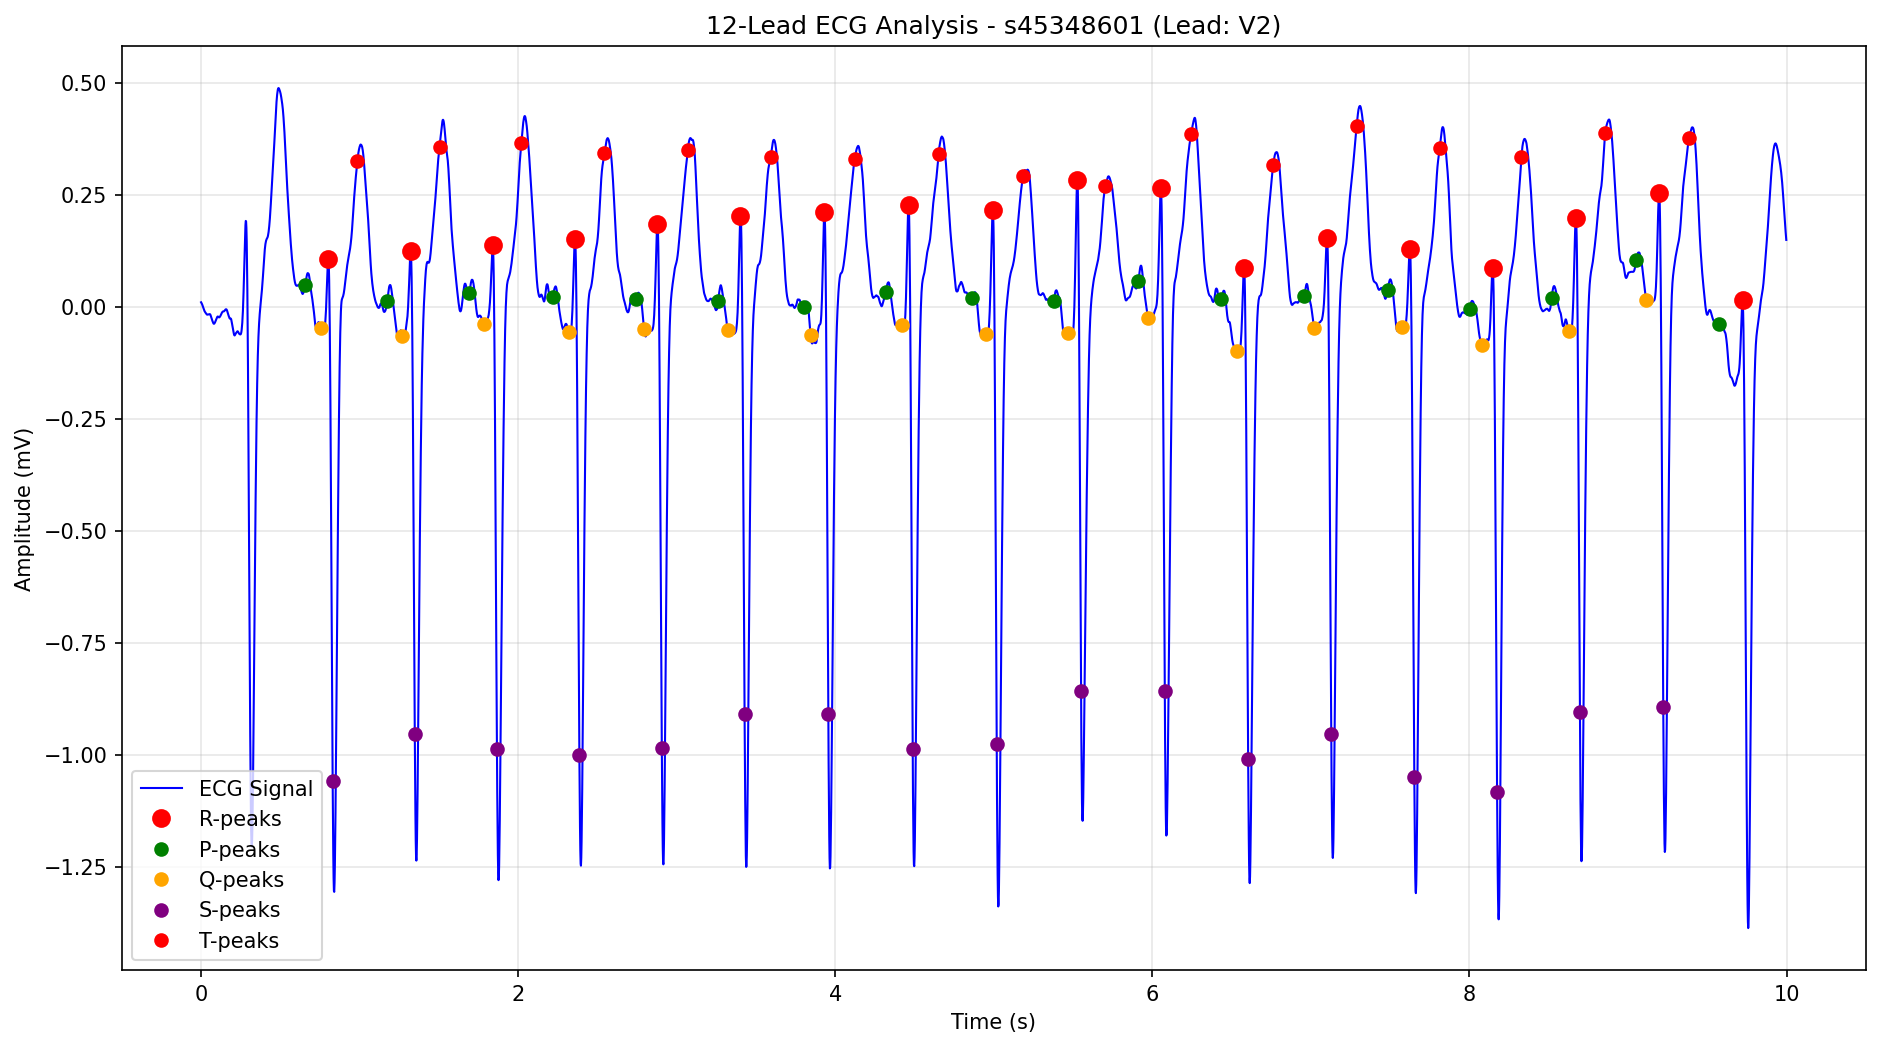 12-Lead ECG Analysis - s45348601 (Lead: V2)
Amplitude (mV)
0.50
0.25
0.00
−0.25
−0.50
−0.75
−1.00
−1.25
ECG Signal
R-peaks
P-peaks
Q-peaks
S-peaks
T-peaks
0 2 4 6 8 10
Time (s)